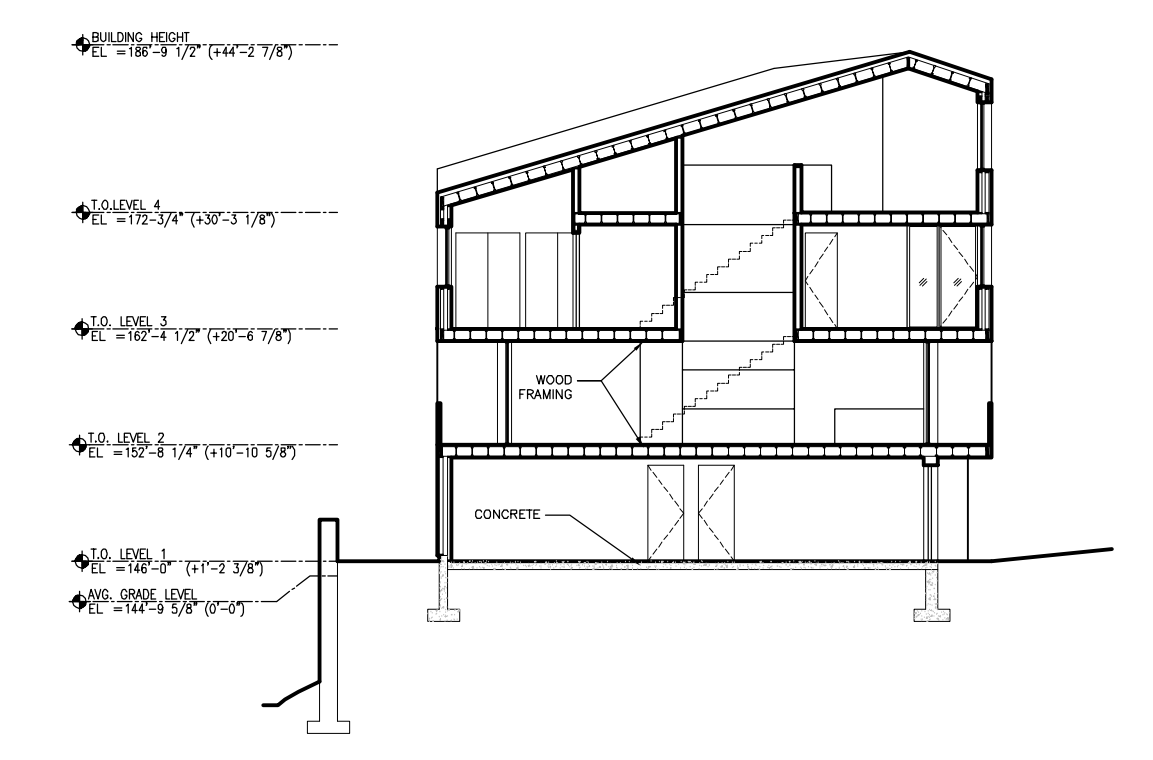 BUILDING HEIGHT
EL =186'-9 1/2" (+44'-2 7/8")
T.O.LEVEL 4
EL =172-3/4" (+30'-3 1/8")
T.O. LEVEL 3
EL =162'-4 1/2" (+20'-6 7/8")
WOOD
FRAMING
T.O. LEVEL 2
EL =152'-8 1/4" (+10'-10 5/8")
CONCRETE
T.O. LEVEL 1
EL =146'-0" (+1'-2 3/8")
AVG. GRADE LEVEL
EL =144'-9 5/8" (0'-0")